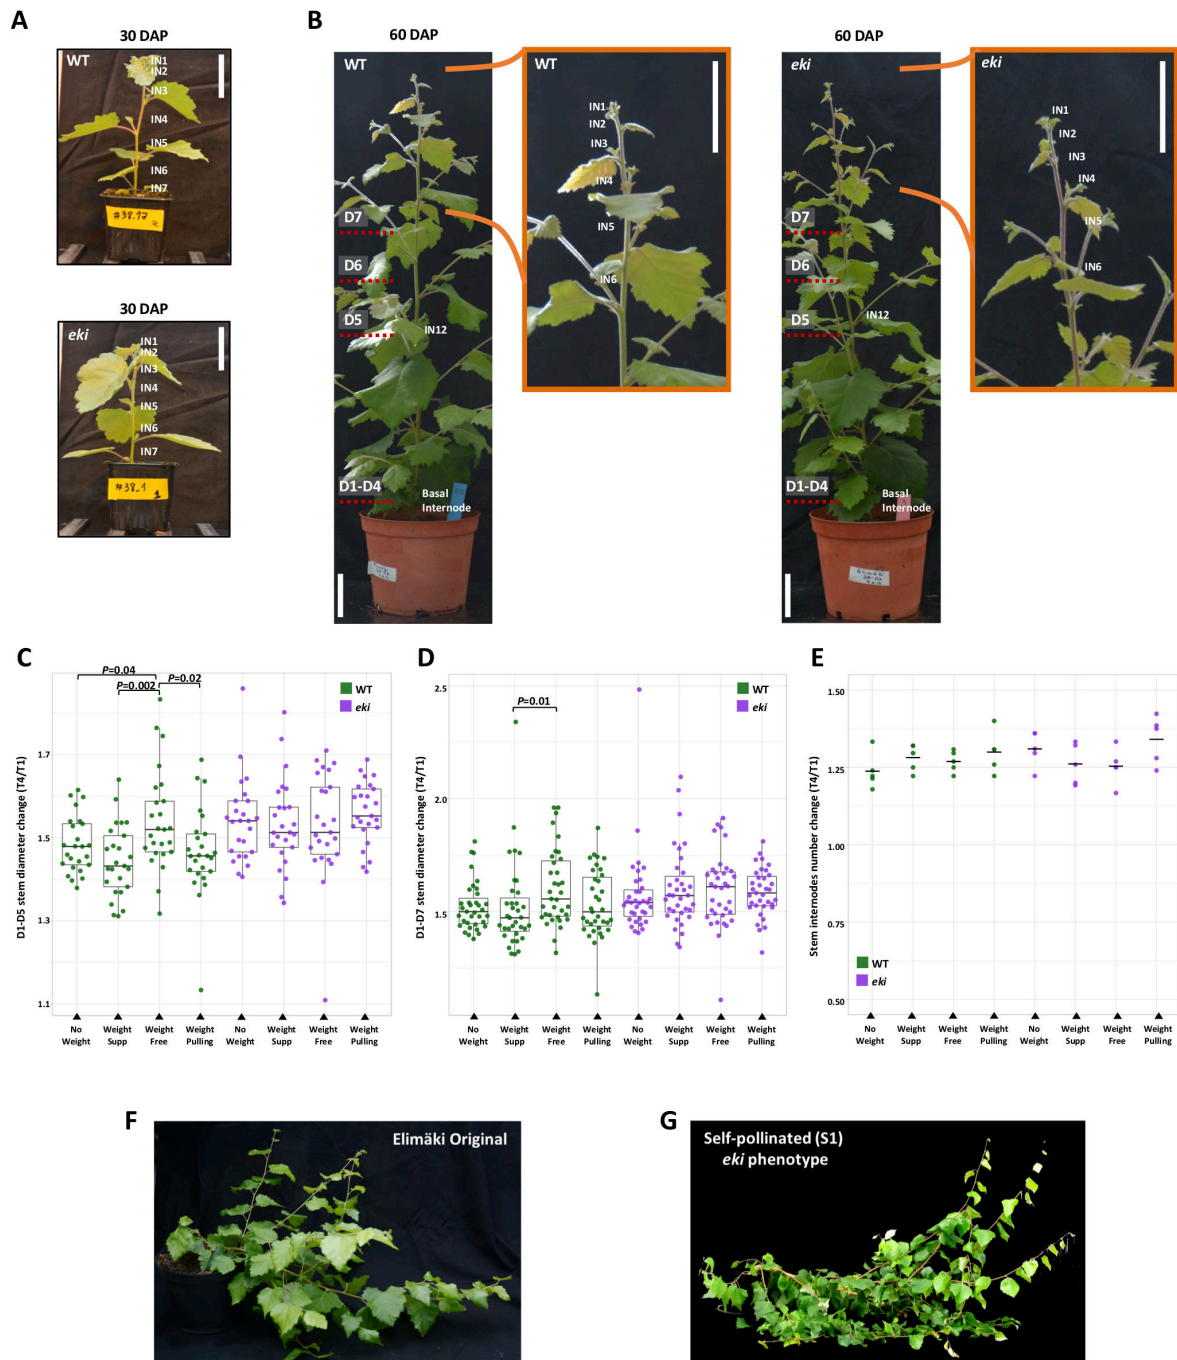 A
30 DAP
WT
IN1
IN2
IN3
IN4
IN5
IN6
IN7
#38.17
30 DAP
eki
IN1
IN2
IN3
IN4
IN5
IN6
IN7
#38_1
1
B
60 DAP
WT
D7
D6
D5
IN12
D1-D4
Basal
Internode
WT
IN1
IN2
IN3
IN4
IN5
IN6
60 DAP
eki
D7
D6
D5
IN12
D1-D4
Basal
Internode
eki
IN1
IN2
IN3
IN4
IN5
IN6
C
P=0.04
P=0.002
P=0.02
WT
eki
D1-D5 stem diameter change (T4/T1)
1.7
1.5
1.3
1.1
No Weight
Weight Supp
Weight Free
Weight Pulling
No Weight
Weight Supp
Weight Free
Weight Pulling
D
P=0.01
WT
eki
D1-D7 stem diameter change (T4/T1)
2.5
2.0
1.5
No Weight
Weight Supp
Weight Free
Weight Pulling
No Weight
Weight Supp
Weight Free
Weight Pulling
E
Stem internodes number change (T4/T1)
1.50
1.25
1.00
0.75
0.50
WT
eki
No Weight
Weight Supp
Weight Free
Weight Pulling
No Weight
Weight Supp
Weight Free
Weight Pulling
F
Elimäki Original
G
Self-pollinated (S1)
eki phenotype